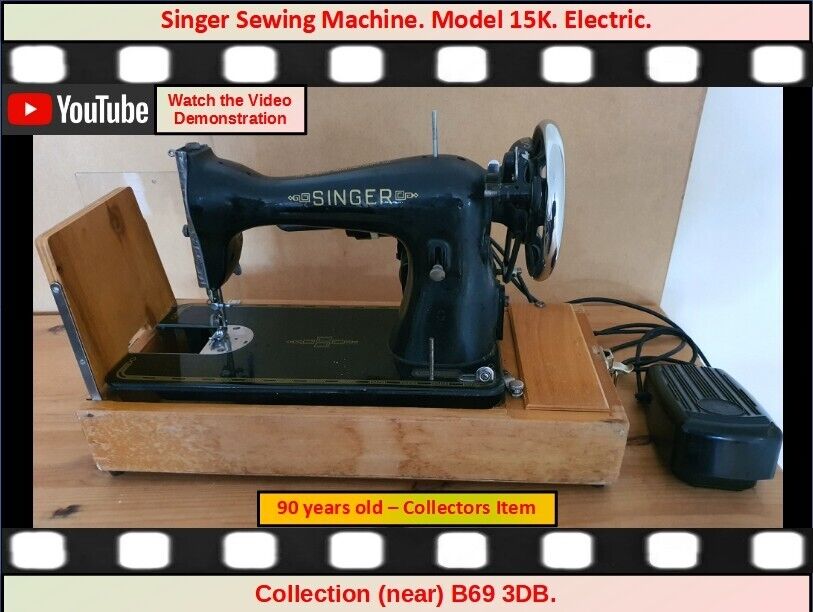 Singer Sewing Machine. Model 15K. Electric.
YouTube
Watch the Video
Demonstration
SINGER
90 years old – Collectors Item
Collection (near) B69 3DB.